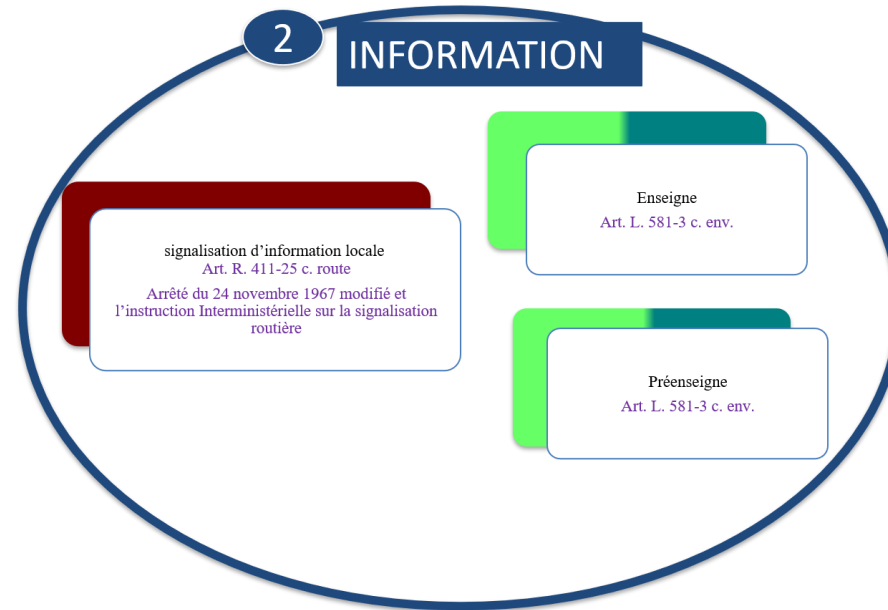 2
INFORMATION
signalisation d’information locale
Art. R. 411-25 c. route
Arrêté du 24 novembre 1967 modifié et
l’instruction Interministérielle sur la signalisation
routière
Enseigne
Art. L. 581-3 c. env.
Préenseigne
Art. L. 581-3 c. env.